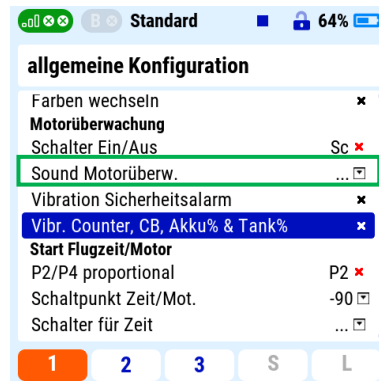 B Standard 64%
allgemeine Konfiguration
Farben wechseln
Motorüberwachung
Schalter Ein/Aus Sc
Sound Motorüberw. ...
Vibration Sicherheitsalarm
Vibr. Counter, CB, Akku% & Tank%
Start Flugzeit/Motor
P2/P4 proportional P2
Schaltpunkt Zeit/Mot. -90
Schalter für Zeit ...
1 2 3 S L